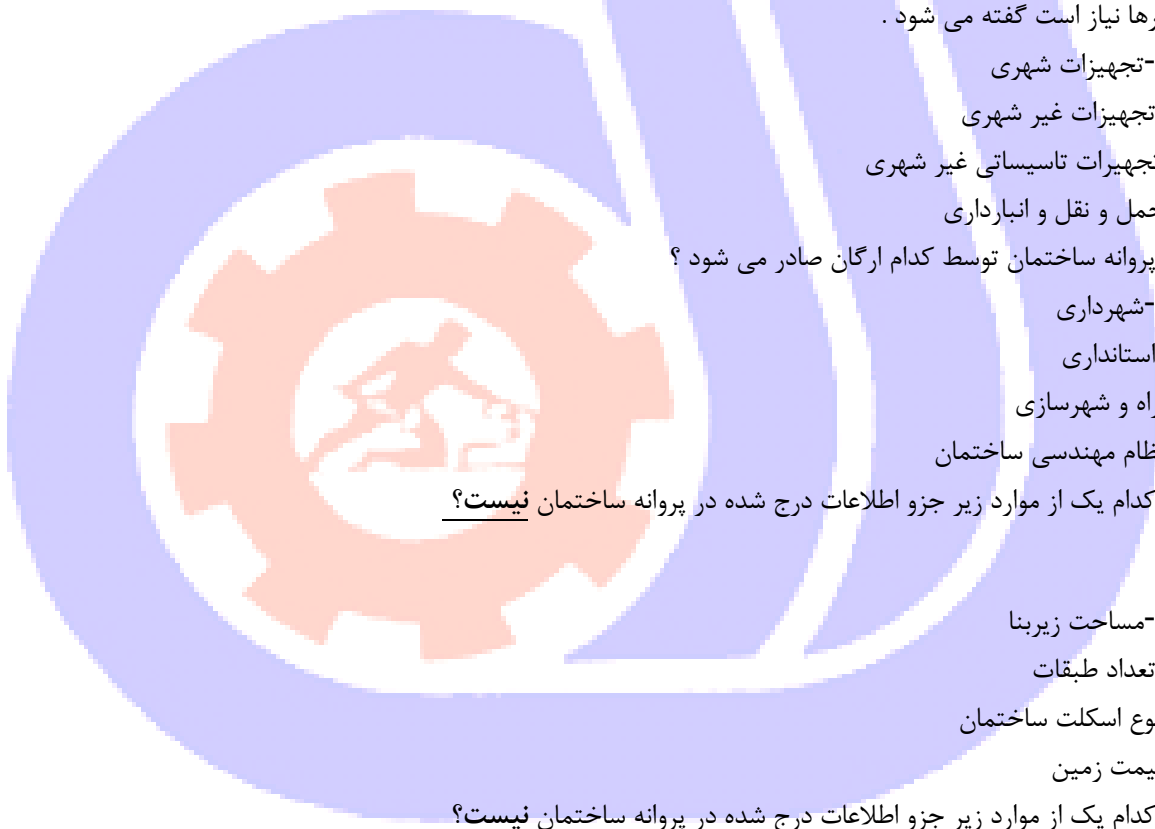 رها نیاز است گفته می شود .
-تجهیزات شهری
تجهیزات غیر شهری
تجهیرات تاسیساتی غیر شهری
حمل و نقل و انبارداری
پروانه ساختمان توسط کدام ارگان صادر می شود ؟
-شهرداری
استانداری
راه و شهرسازی
ظام مهندسی ساختمان
کدام یک از موارد زیر جزو اطلاعات درج شده در پروانه ساختمان نیست؟
-مساحت زیربنا
تعداد طبقات
وع اسکلت ساختمان
یمت زمین
کدام یک از موارد زیر جزو اطلاعات درج شده در پروانه ساختمان نیست؟